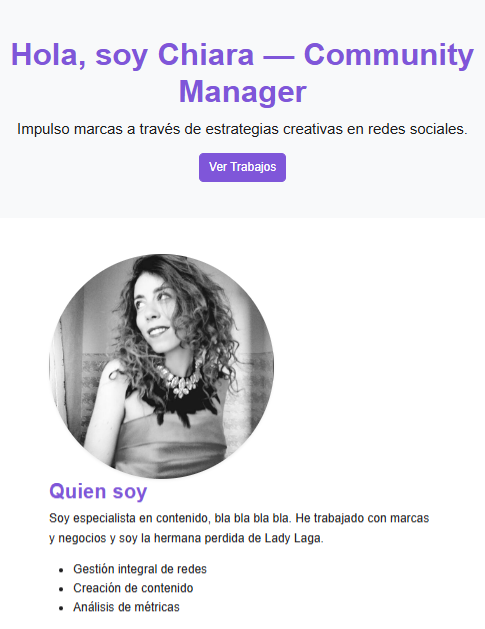 Hola, soy Chiara — Community
Manager
Impulso marcas a través de estrategias creativas en redes sociales.
Ver Trabajos
Quien soy
Soy especialista en contenido, bla bla bla bla. He trabajado con marcas
y negocios y soy la hermana perdida de Lady Laga.
• Gestión integral de redes
• Creación de contenido
• Análisis de métricas